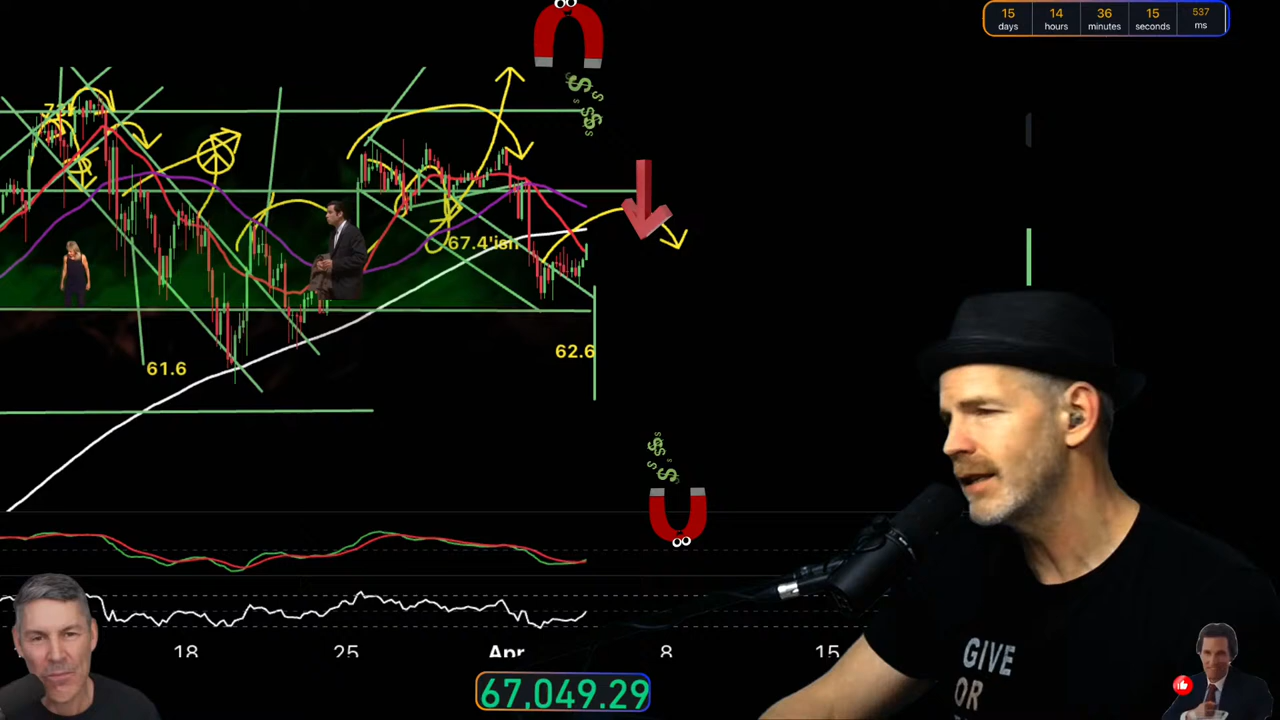 15 14 36 15 537
days hours minutes seconds ms
73k
67.4'ish
61.6
62.6
18 25 Apr 8 15
67,049.29
GIVE
OR